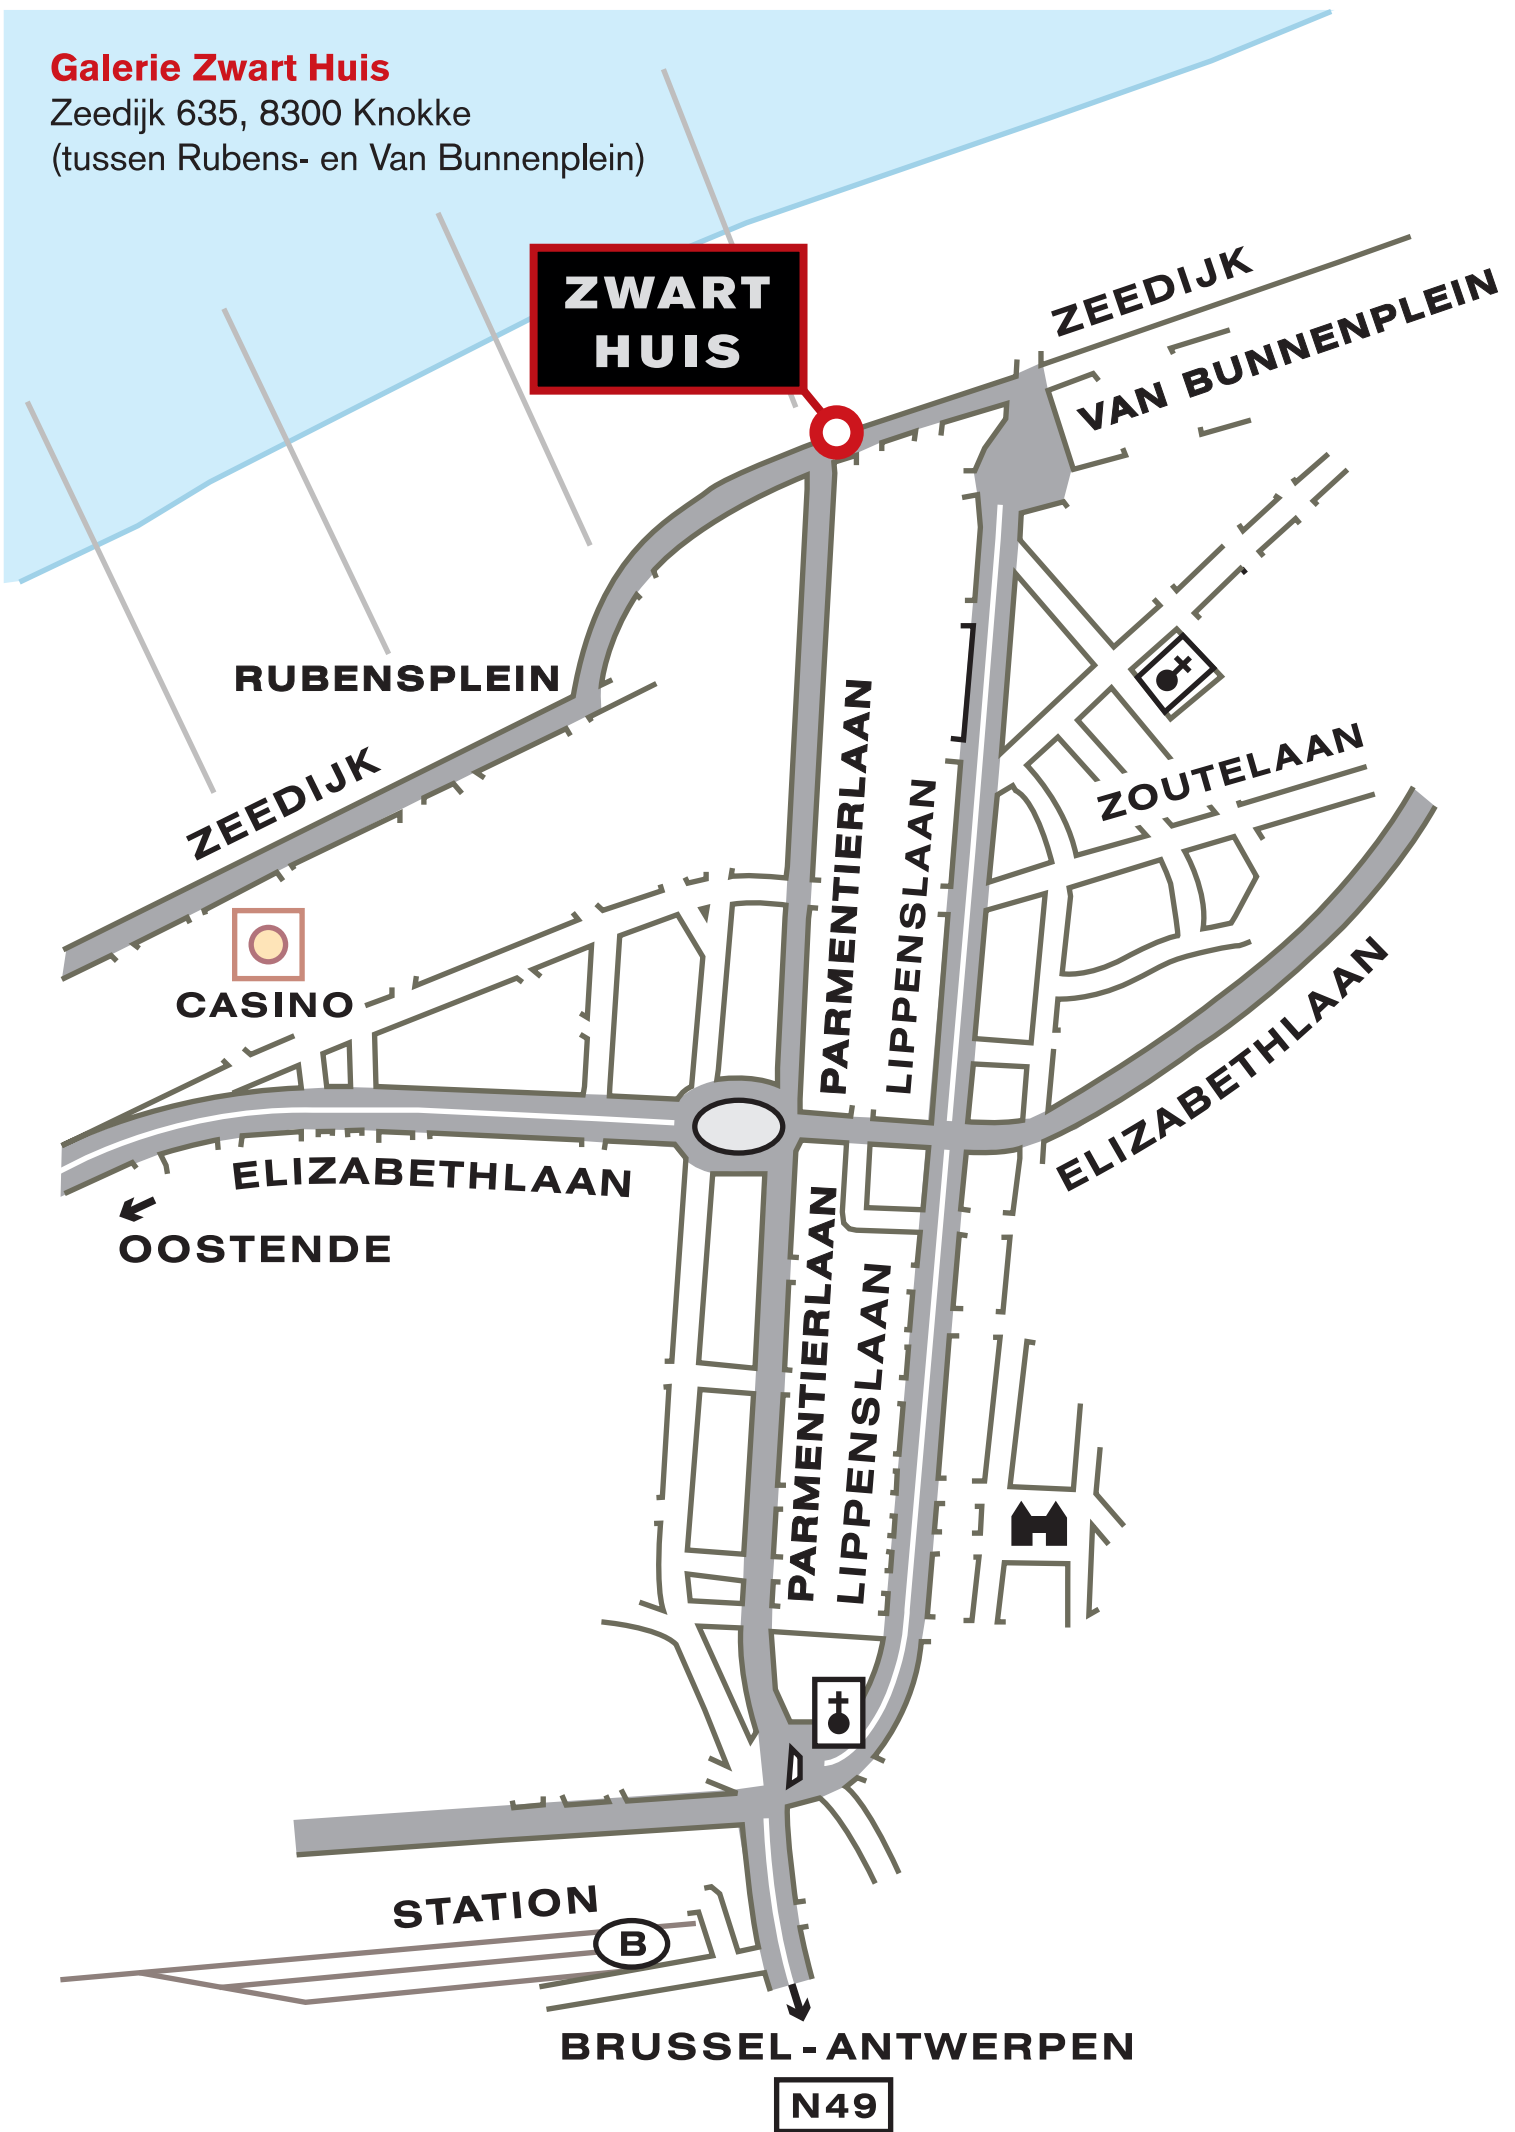 Galerie Zwart Huis
Zeedijk 635, 8300 Knokke
(tussen Rubens- en Van Bunnenplein)
ZWART
HUIS
ZEEDIJK
VAN BUNNENPLEIN
RUBENSPLEIN
ZEEDIJK
PARMENTIERLAAN
LIPPENSLAAN
ZOUTELAAN
CASINO
ELIZABETHLAAN
ELIZABETHLAAN
OOSTENDE
PARMENTIERLAAN
LIPPENSLAAN
STATION
B
BRUSSEL-ANTWERPEN
N49